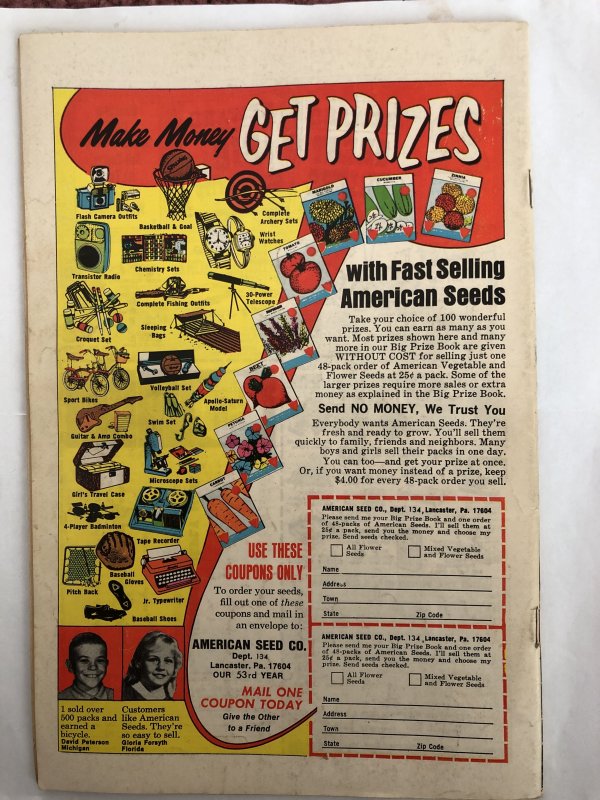 Make Money GET PRIZES
Flash Camera Outfits
Basketball & Goal
Complete
Archery Sets
Wrist
Watches
Transistor Radio
Chemistry Sets
30-Power
Telescope
Complete Fishing Outfits
Croquet Set
Sleeping
Bags
Sport Bikes
Volleyball Set
Apollo-Saturn
Model
Swim Set
Guitar & Amp Combo
Girl's Travel Case
Microscope Sets
4-Player Badminton
Tape Recorder
Pitch Back
Baseball
Gloves
Jr. Typewriter
Baseball Shoes
MARIGOLD
CUCUMBER
ZINNIA
TOMATO
BEET
PETUNIA
CARROT
with Fast Selling
American Seeds
Take your choice of 100 wonderful
prizes. You can earn as many as you
want. Most prizes shown here and many
more in our Big Prize Book are given
WITHOUT COST for selling just one
48-pack order of American Vegetable and
Flower Seeds at 25¢ a pack. Some of the
larger prizes require more sales or extra
money as explained in the Big Prize Book.
Send NO MONEY, We Trust You
Everybody wants American Seeds. They're
fresh and ready to grow. You'll sell them
quickly to family, friends and neighbors. Many
boys and girls sell their packs in one day.
You can too—and get your prize at once.
Or, if you want money instead of a prize, keep
$4.00 for every 48-pack order you sell.
USE THESE
COUPONS ONLY
To order your seeds,
fill out one of these
coupons and mail in
an envelope to:
AMERICAN SEED CO.
Dept. 134,
Lancaster, Pa. 17604
OUR 53rd YEAR
MAIL ONE
COUPON TODAY
Give the Other
to a Friend
1 sold over
500 packs and
earned a
bicycle.
David Peterson
Michigan
Customers
like American
Seeds. They're
so easy to sell.
Gloria Forsyth
Florida
AMERICAN SEED CO., Dept. 134, Lancaster, Pa. 17604
Please send me your Big Prize Book and one order
of 48-packs of American Seeds. I'll sell them at
25¢ a pack, send you the money and choose my
prize. Send seeds checked.
All Flower
Seeds
Mixed Vegetable
and Flower Seeds
Name
Address
Town
State Zip Code
AMERICAN SEED CO., Dept. 134, Lancaster, Pa. 17604
Please send me your Big Prize Book and one order
of 48-packs of American Seeds. I'll sell them at
25¢ a pack, send you the money and choose my
prize. Send seeds checked.
All Flower
Seeds
Mixed Vegetable
and Flower Seeds
Name
Address
Town
State Zip Code